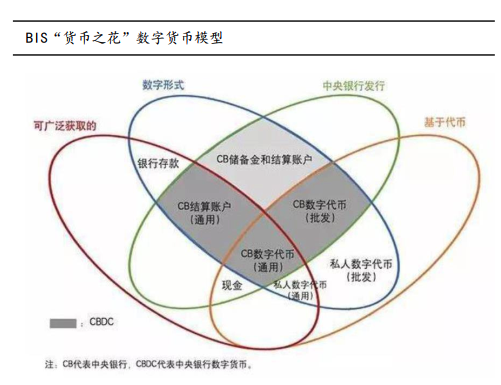 BIS“货币之花”数字货币模型
数字形式
中央银行发行
可广泛获取的
基于代币
银行存款
CB储备金和结算账户
CB结算账户
(通用)
CB数字代币
(批发)
CB数字代币
(通用)
私人数字代币
(批发)
现金
私人数字代币
(通用)
：CBDC
注：CB代表中央银行，CBDC代表中央银行数字货币。